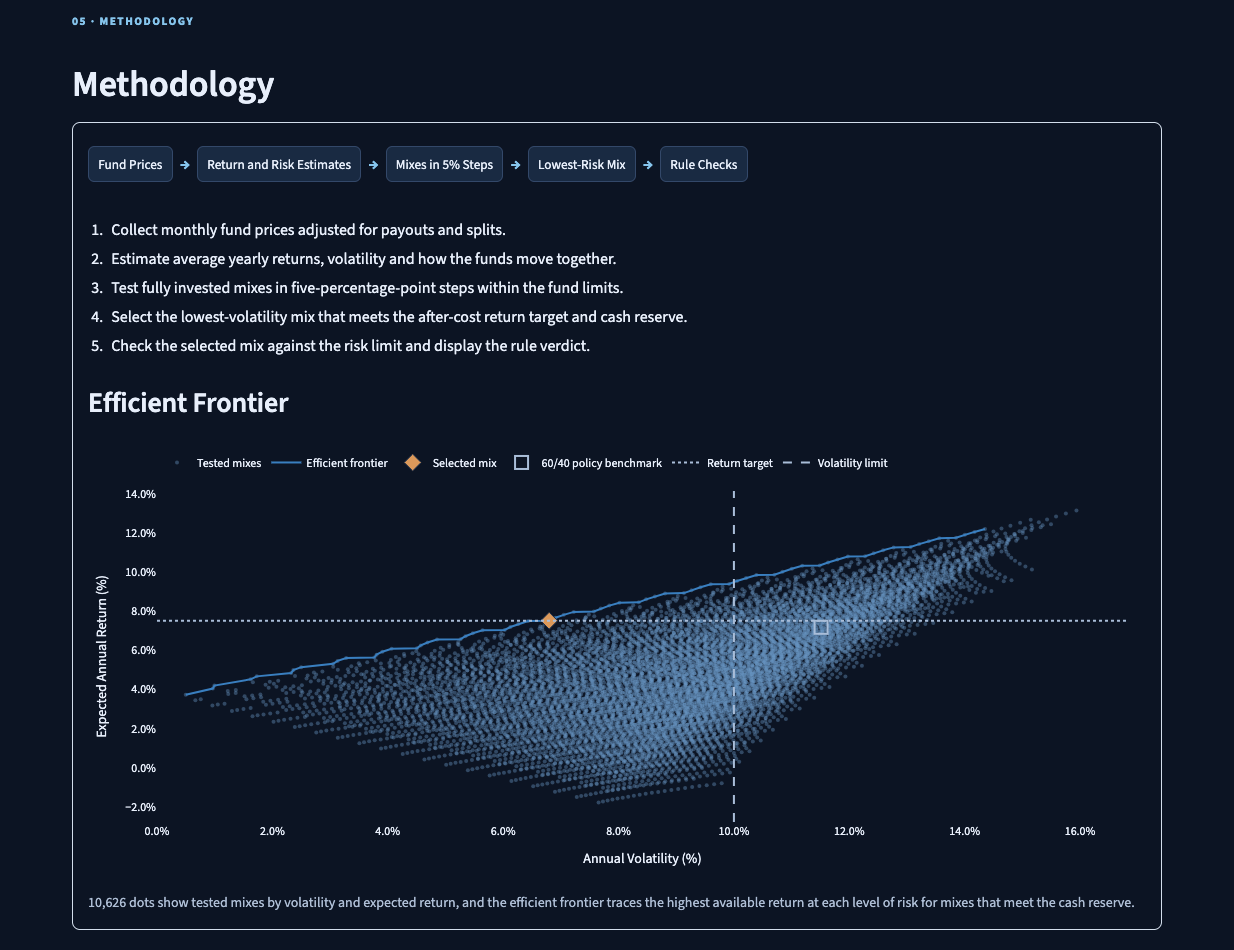 05 · METHODOLOGY
Methodology
Fund Prices → Return and Risk Estimates → Mixes in 5% Steps → Lowest-Risk Mix → Rule Checks
1. Collect monthly fund prices adjusted for payouts and splits.
2. Estimate average yearly returns, volatility and how the funds move together.
3. Test fully invested mixes in five-percentage-point steps within the fund limits.
4. Select the lowest-volatility mix that meets the after-cost return target and cash reserve.
5. Check the selected mix against the risk limit and display the rule verdict.
Efficient Frontier
Tested mixes Efficient frontier Selected mix 60/40 policy benchmark Return target Volatility limit
14.0%
12.0%
10.0%
8.0%
6.0%
4.0%
2.0%
0.0%
−2.0%
Expected Annual Return (%)
0.0% 2.0% 4.0% 6.0% 8.0% 10.0% 12.0% 14.0% 16.0%
Annual Volatility (%)
10,626 dots show tested mixes by volatility and expected return, and the efficient frontier traces the highest available return at each level of risk for mixes that meet the cash reserve.